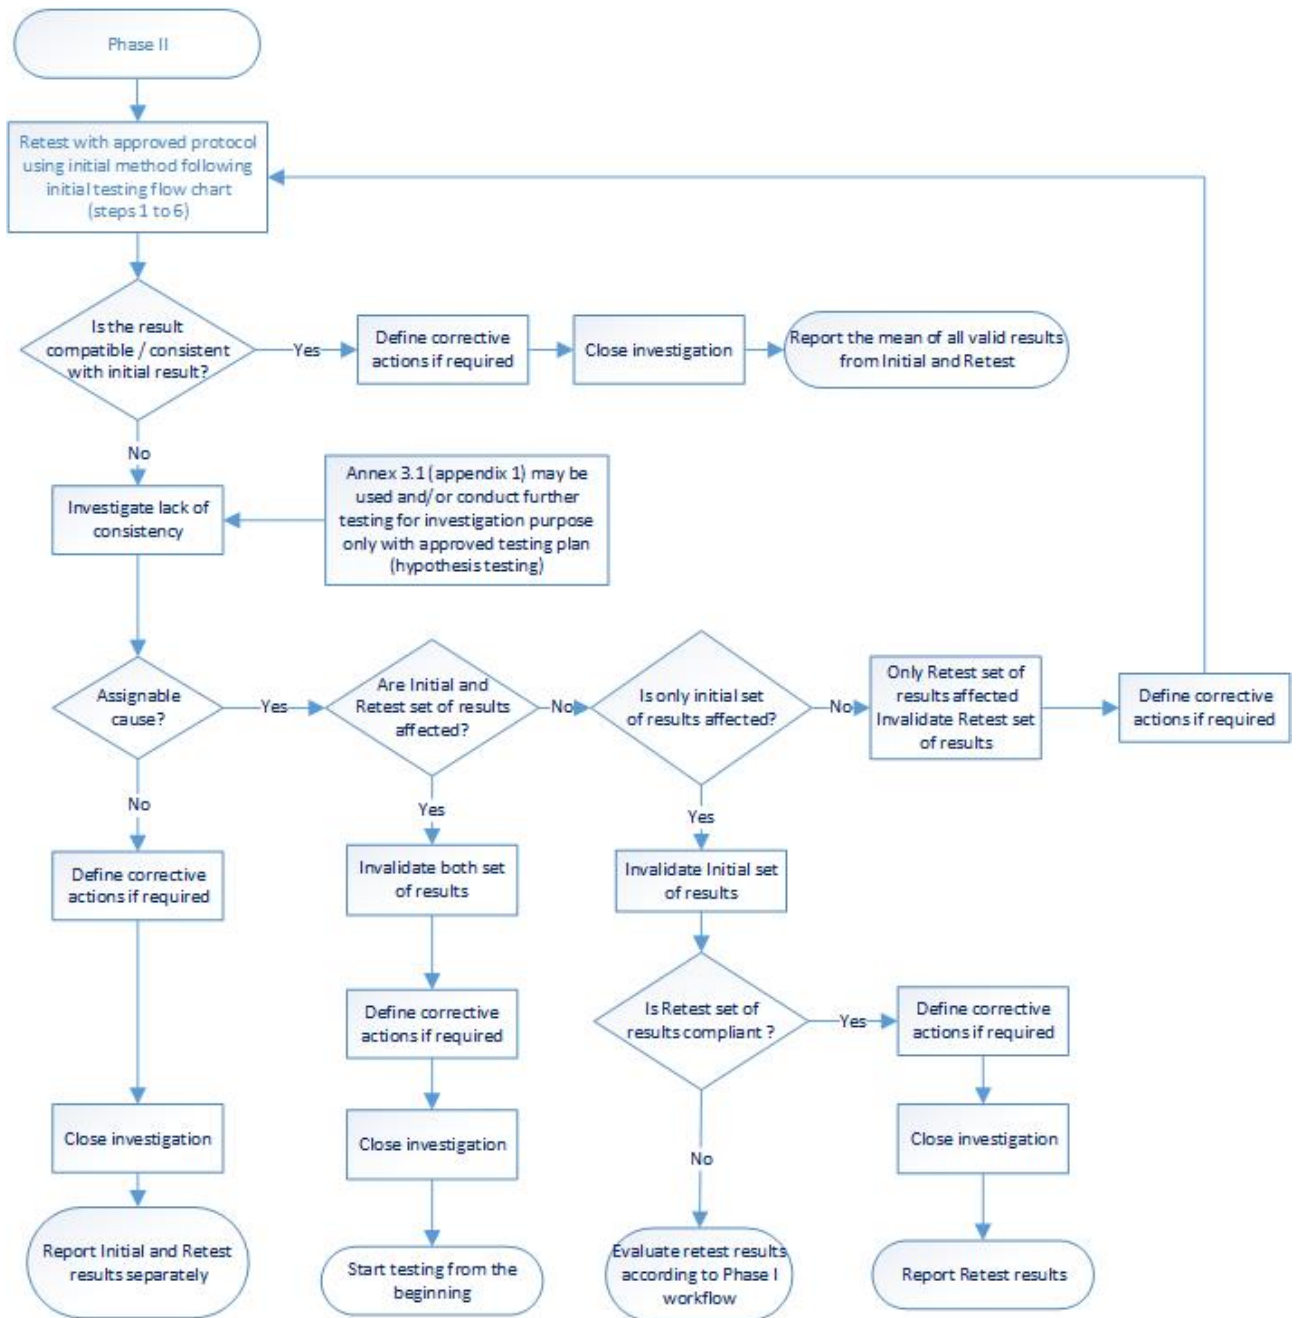 Phase II
Retest with approved protocol
using initial method following
initial testing flow chart
(steps 1 to 6)
Is the result
compatible / consistent
with initial result?
Yes
Define corrective
actions if required
Close investigation
Report the mean of all valid results
from Initial and Retest
No
Investigate lack of
consistency
Annex 3.1 (appendix 1) may be
used and/or conduct further
testing for investigation purpose
only with approved testing plan
(hypothesis testing)
Assignable
cause?
Yes
Are Initial and
Retest set of results
affected?
No
Is only initial set
of results affected?
No
Only Retest set of
results affected
Invalidate Retest set
of results
Define corrective
actions if required
No
Define corrective
actions if required
Close investigation
Report Initial and Retest
results separately
Yes
Invalidate both set
of results
Define corrective
actions if required
Close investigation
Start testing from the
beginning
Yes
Invalidate Initial set
of results
Is Retest set of
results compliant ?
Yes
Define corrective
actions if required
Close investigation
Report Retest results
No
Evaluate retest results
according to Phase I
workflow